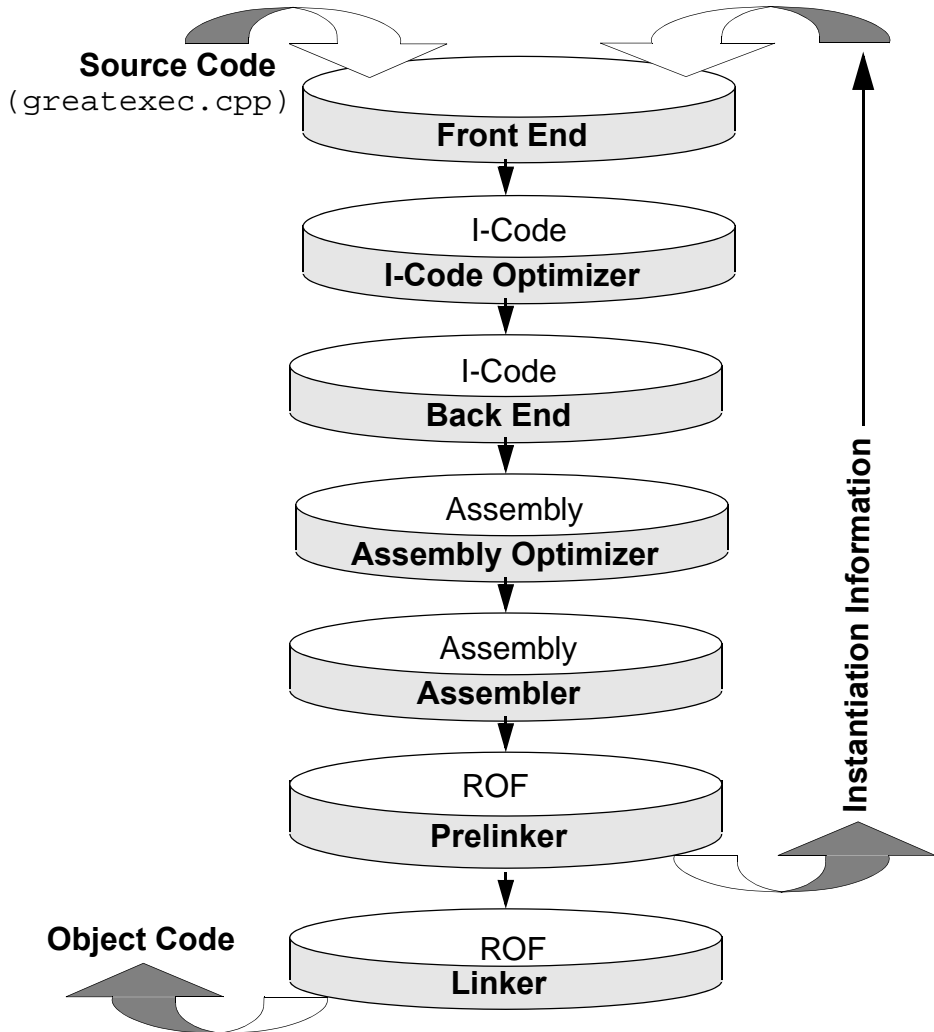 Source Code
(greatexec.cpp)
Front End
I-Code
I-Code Optimizer
I-Code
Back End
Assembly
Assembly Optimizer
Assembly
Assembler
ROF
Prelinker
Instantiation Information
ROF
Linker
Object Code